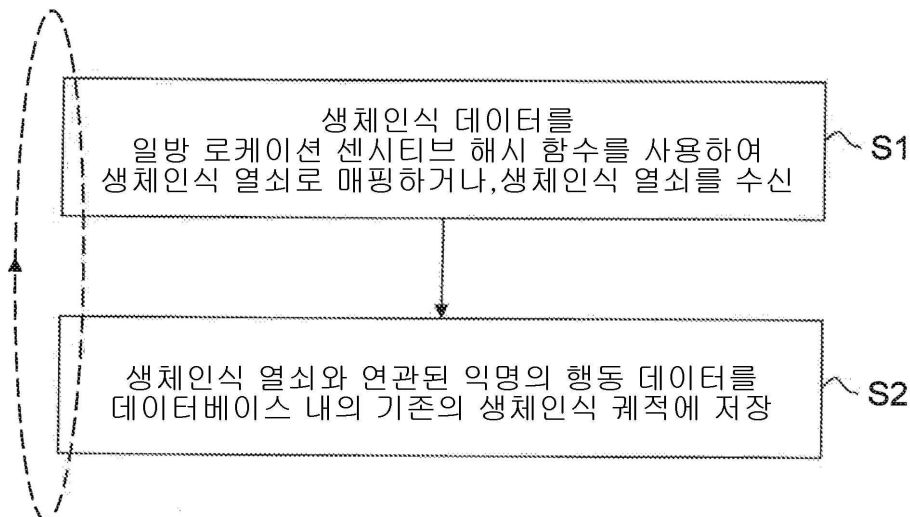 생체인식 데이터를
일방 로케이션 센시티브 해시 함수를 사용하여
생체인식 열쇠로 매핑하거나,생체인식 열쇠를 수신
S1
생체인식 열쇠와 연관된 익명의 행동 데이터를
데이터베이스 내의 기존의 생체인식 궤적에 저장
S2